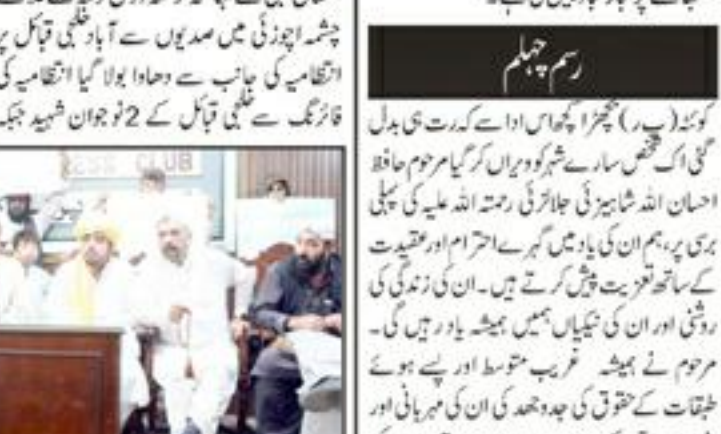 رسم چہلم
کوئٹہ (پ ر) بچھڑا کچھ اس ادا سے کہ رت ہی بدل
گئی اک شخص سارے شہر کو ویراں کر گیا مرحوم حافظ
احسان اللہ شاہیزئی جلالزئی رحمتہ اللہ علیہ کی پہلی
برسی پر، ہم ان کی یاد میں گہرے احترام اور عقیدت
کے ساتھ تعزیت پیش کرتے ہیں۔ ان کی زندگی کی
روشنی اور ان کی نیکیاں ہمیں ہمیشہ یاد رہیں گی۔
مرحوم نے ہمیشہ غریب متوسط اور پسے ہوئے
طبقات کے حقوق کی جدوجھد کی ان کی مہربانی اور
چشمہ اچوزئی میں صدیوں سے آباد خلجی قبائل پر
انتظامیہ کی جانب سے دھاوا بولا گیا انتظامیہ کی
فائرنگ سے خلجی قبائل کے 2 نوجوان شہید جبکہ
CLUB